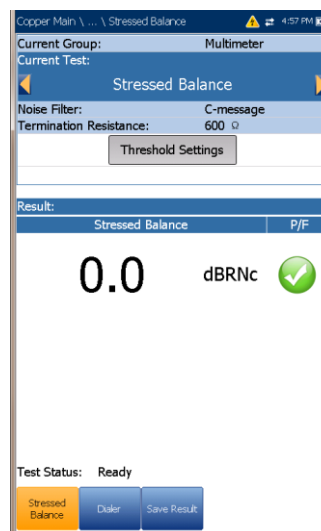 Copper Main \ ... \ Stressed Balance 4:57 PM
Current Group: Multimeter
Current Test:
Stressed Balance
Noise Filter: C-message
Termination Resistance: 600 Ω
Threshold Settings
Result:
Stressed Balance P/F
0.0 dBRNc
Test Status: Ready
Stressed
Balance
Dialer
Save Result